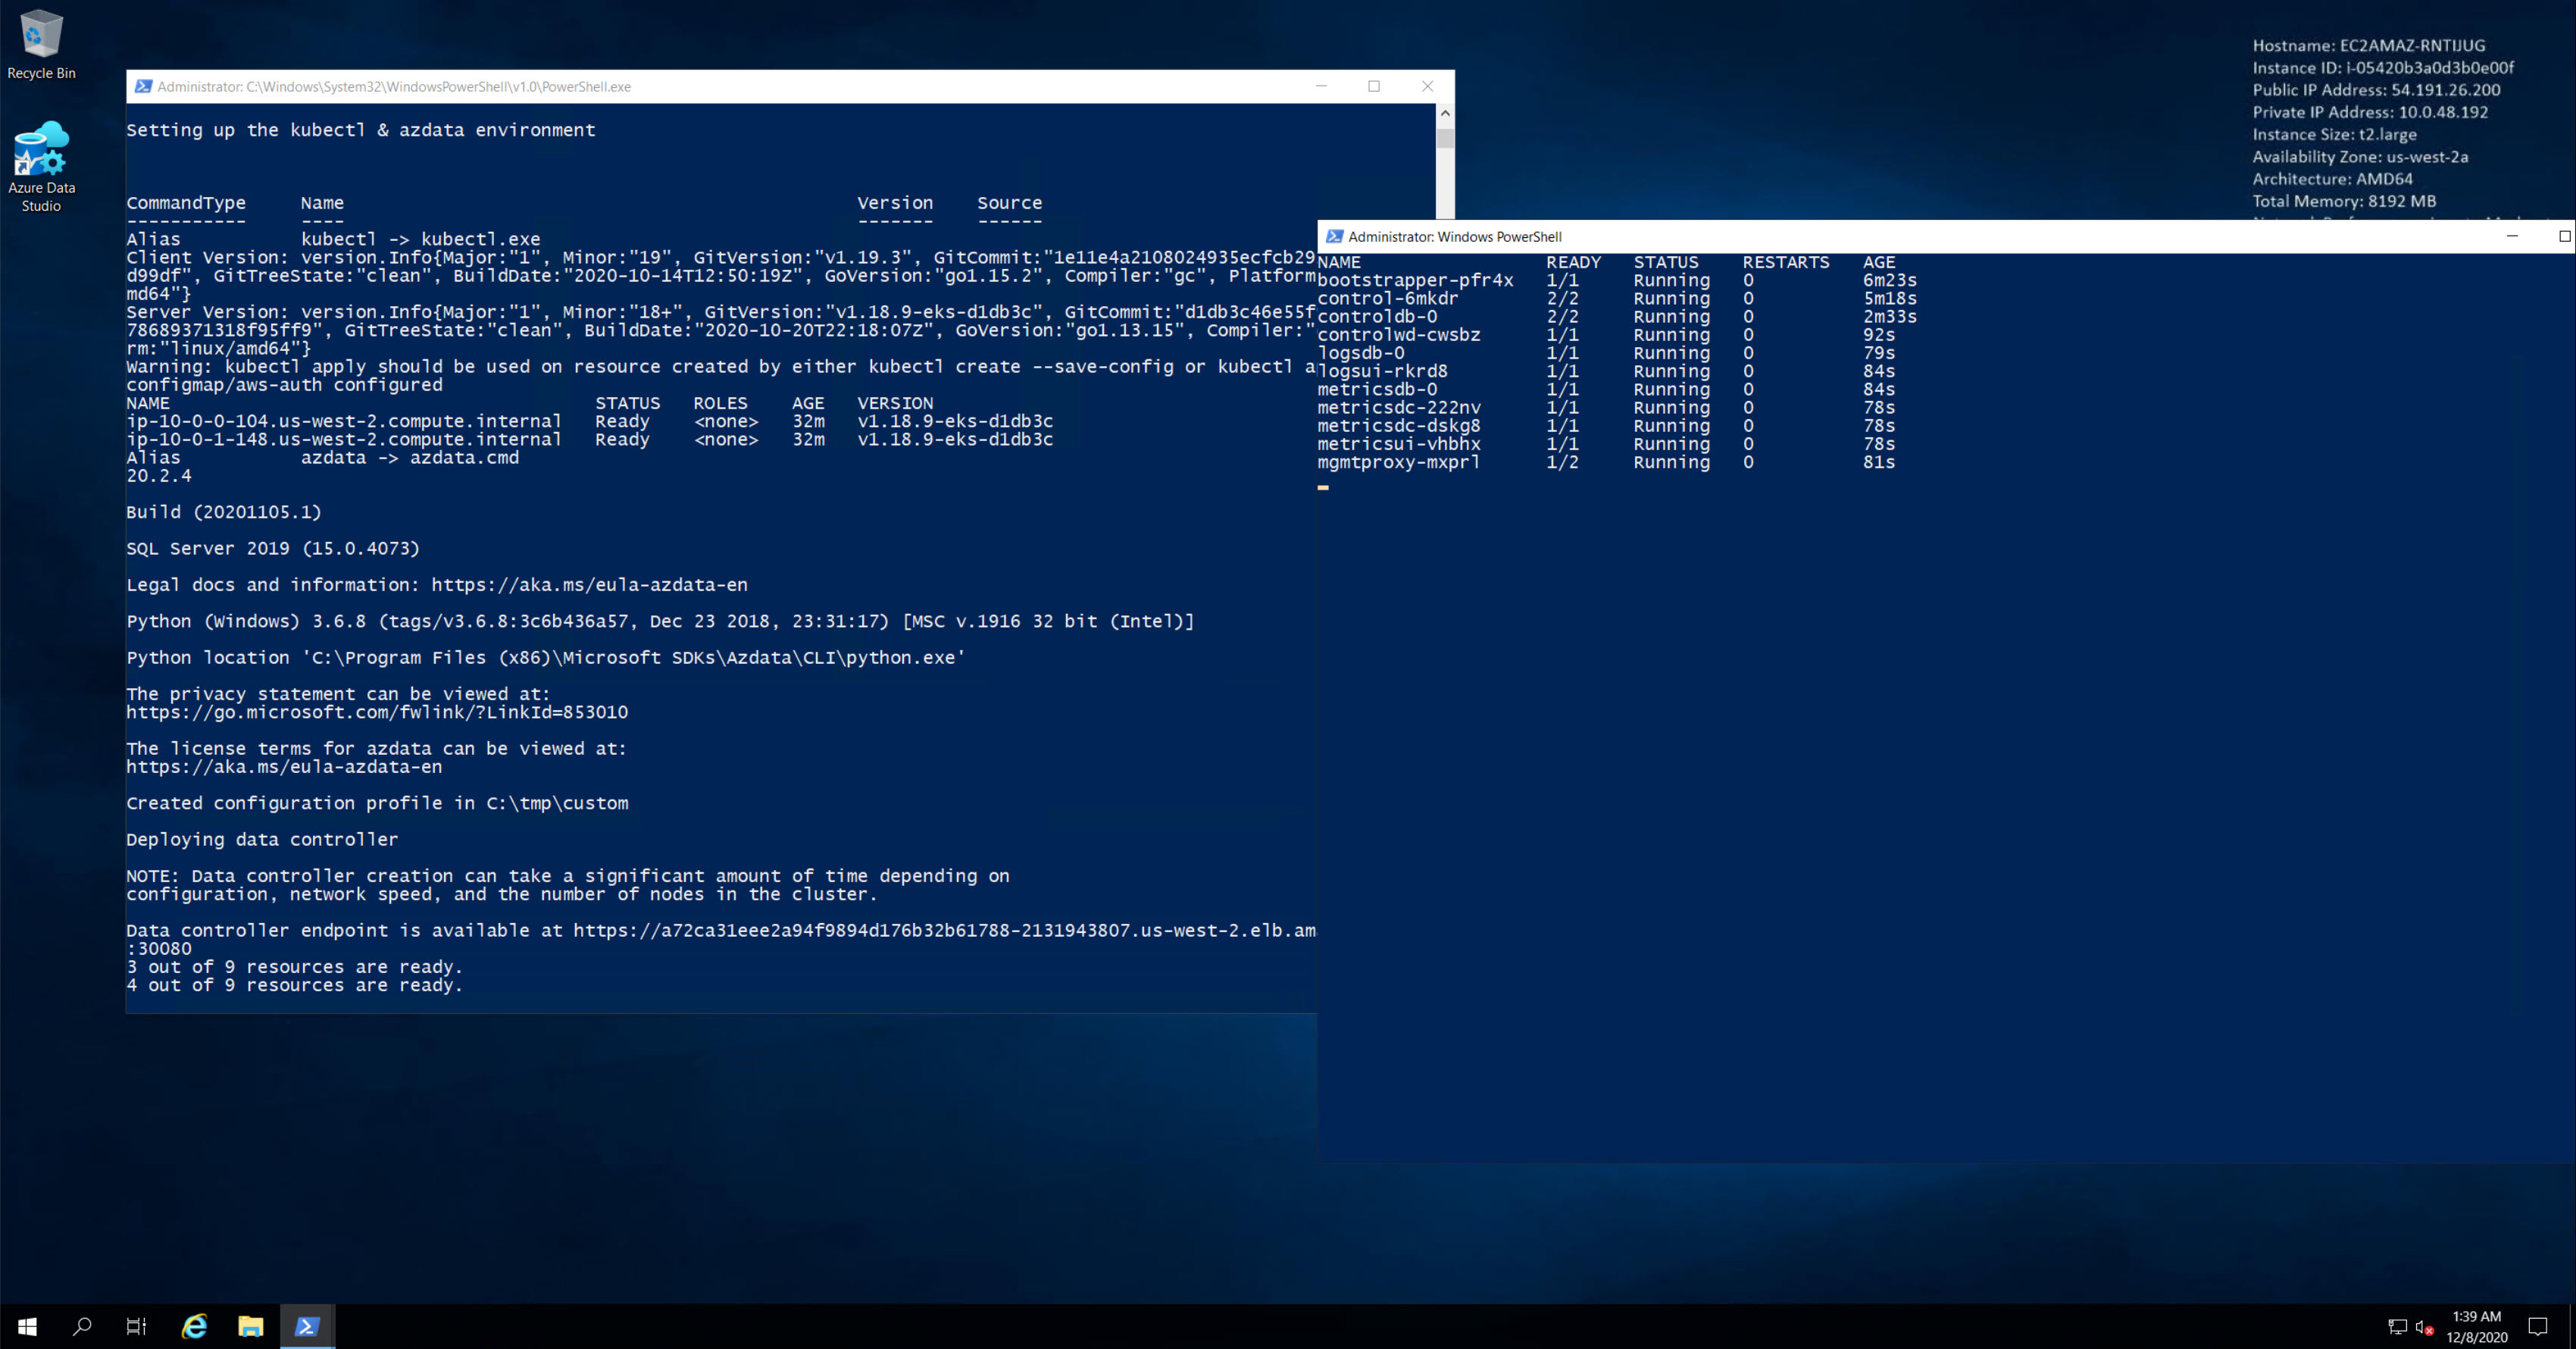 Recycle Bin
Azure Data
Studio
Administrator: C:\Windows\System32\WindowsPowerShell\v1.0\PowerShell.exe
Setting up the kubectl & azdata environment
CommandType     Name                                               Version    Source
-----------     ----                                               -------    ------
Alias           kubectl -> kubectl.exe
Client Version: version.Info{Major:"1", Minor:"19", GitVersion:"v1.19.3", GitCommit:"1e11e4a2108024935ecfcb29
d99df", GitTreeState:"clean", BuildDate:"2020-10-14T12:50:19Z", GoVersion:"go1.15.2", Compiler:"gc", Platform
md64"}
Server Version: version.Info{Major:"1", Minor:"18+", GitVersion:"v1.18.9-eks-d1db3c", GitCommit:"d1db3c46e55f
78689371318f95ff9", GitTreeState:"clean", BuildDate:"2020-10-20T22:18:07Z", GoVersion:"go1.13.15", Compiler:"
rm:"linux/amd64"}
Warning: kubectl apply should be used on resource created by either kubectl create --save-config or kubectl a
configmap/aws-auth configured
NAME                                       STATUS   ROLES    AGE   VERSION
ip-10-0-0-104.us-west-2.compute.internal   Ready    <none>   32m   v1.18.9-eks-d1db3c
ip-10-0-1-148.us-west-2.compute.internal   Ready    <none>   32m   v1.18.9-eks-d1db3c
Alias           azdata -> azdata.cmd
20.2.4
Build (20201105.1)
SQL Server 2019 (15.0.4073)
Legal docs and information: https://aka.ms/eula-azdata-en
Python (Windows) 3.6.8 (tags/v3.6.8:3c6b436a57, Dec 23 2018, 23:31:17) [MSC v.1916 32 bit (Intel)]
Python location 'C:\Program Files (x86)\Microsoft SDKs\Azdata\CLI\python.exe'
The privacy statement can be viewed at:
https://go.microsoft.com/fwlink/?LinkId=853010
The license terms for azdata can be viewed at:
https://aka.ms/eula-azdata-en
Created configuration profile in C:\tmp\custom
Deploying data controller
NOTE: Data controller creation can take a significant amount of time depending on
configuration, network speed, and the number of nodes in the cluster.
Data controller endpoint is available at https://a72ca31eee2a94f9894d176b32b61788-2131943807.us-west-2.elb.am
:30080
3 out of 9 resources are ready.
4 out of 9 resources are ready.
Hostname: EC2AMAZ-RNTIJUG
Instance ID: i-05420b3a0d3b0e00f
Public IP Address: 54.191.26.200
Private IP Address: 10.0.48.192
Instance Size: t2.large
Availability Zone: us-west-2a
Architecture: AMD64
Total Memory: 8192 MB
Administrator: Windows PowerShell
NAME                 READY   STATUS    RESTARTS   AGE
bootstrapper-pfr4x   1/1     Running   0          6m23s
control-6mkdr        2/2     Running   0          5m18s
controldb-0          2/2     Running   0          2m33s
controlwd-cwsbz      1/1     Running   0          92s
logsdb-0             1/1     Running   0          79s
logsui-rkrd8         1/1     Running   0          84s
metricsdb-0          1/1     Running   0          84s
metricsdc-222nv      1/1     Running   0          78s
metricsdc-dskg8      1/1     Running   0          78s
metricsui-vhbhx      1/1     Running   0          78s
mgmtproxy-mxprl      1/2     Running   0          81s
1:39 AM
12/8/2020